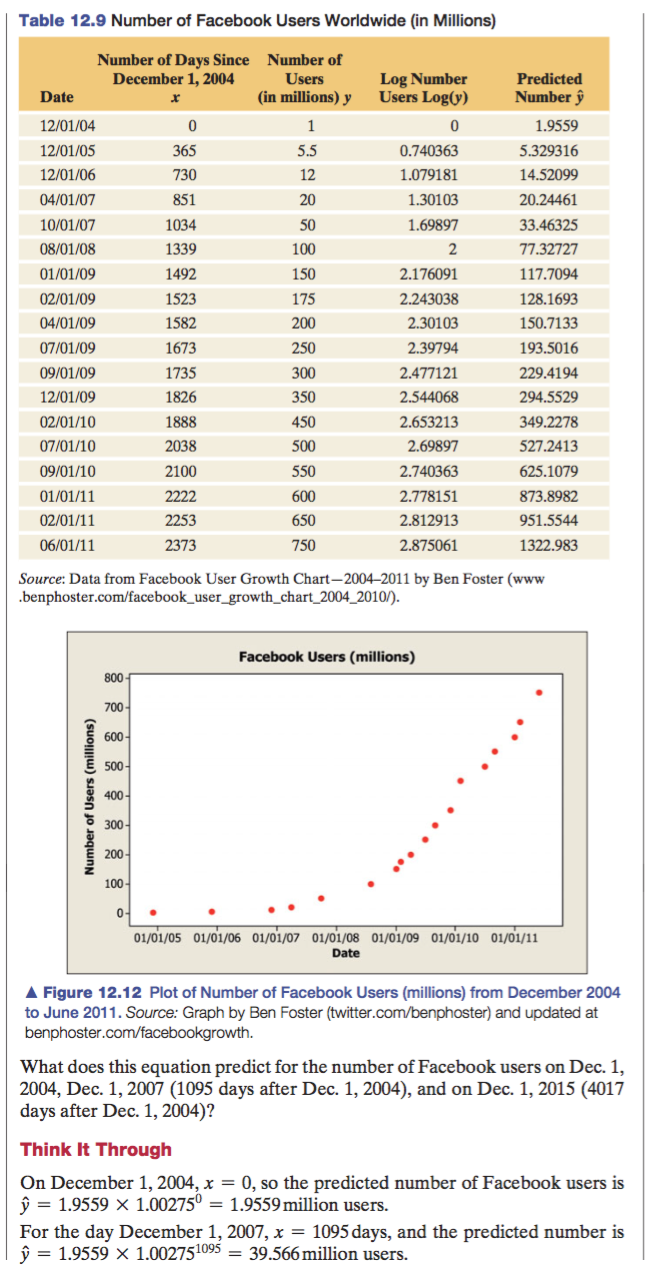 Table 12.9 Number of Facebook Users Worldwide (in Millions)
Number of Days Since Number of
December 1, 2004 Users Log Number Predicted
Date x (in millions) y Users Log(y) Number ŷ
12/01/04 0 1 0 1.9559
12/01/05 365 5.5 0.740363 5.329316
12/01/06 730 12 1.079181 14.52099
04/01/07 851 20 1.30103 20.24461
10/01/07 1034 50 1.69897 33.46325
08/01/08 1339 100 2 77.32727
01/01/09 1492 150 2.176091 117.7094
02/01/09 1523 175 2.243038 128.1693
04/01/09 1582 200 2.30103 150.7133
07/01/09 1673 250 2.39794 193.5016
09/01/09 1735 300 2.477121 229.4194
12/01/09 1826 350 2.544068 294.5529
02/01/10 1888 450 2.653213 349.2278
07/01/10 2038 500 2.69897 527.2413
09/01/10 2100 550 2.740363 625.1079
01/01/11 2222 600 2.778151 873.8982
02/01/11 2253 650 2.812913 951.5544
06/01/11 2373 750 2.875061 1322.983
Source: Data from Facebook User Growth Chart—2004–2011 by Ben Foster (www
.benphoster.com/facebook_user_growth_chart_2004_2010/).
Facebook Users (millions)
Number of Users (millions)
800
700
600
500
400
300
200
100
0
01/01/05 01/01/06 01/01/07 01/01/08 01/01/09 01/01/10 01/01/11
Date
▲ Figure 12.12 Plot of Number of Facebook Users (millions) from December 2004
to June 2011. Source: Graph by Ben Foster (twitter.com/benphoster) and updated at
benphoster.com/facebookgrowth.
What does this equation predict for the number of Facebook users on Dec. 1,
2004, Dec. 1, 2007 (1095 days after Dec. 1, 2004), and on Dec. 1, 2015 (4017
days after Dec. 1, 2004)?
Think It Through
On December 1, 2004, x = 0, so the predicted number of Facebook users is
ŷ = 1.9559 × 1.00275⁰ = 1.9559 million users.
For the day December 1, 2007, x = 1095 days, and the predicted number is
ŷ = 1.9559 × 1.00275¹⁰⁹⁵ = 39.566 million users.